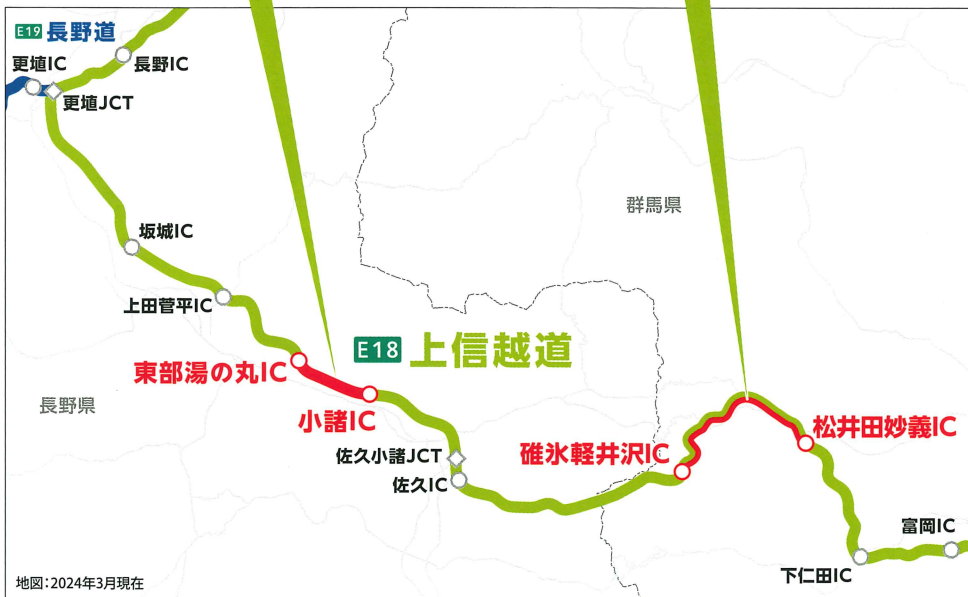 E19 長野道
更埴IC
長野IC
更埴JCT
群馬県
坂城IC
上田菅平IC
E18 上信越道
東部湯の丸IC
長野県
小諸IC
松井田妙義IC
碓氷軽井沢IC
佐久小諸JCT
佐久IC
富岡IC
下仁田IC
地図:2024年3月現在